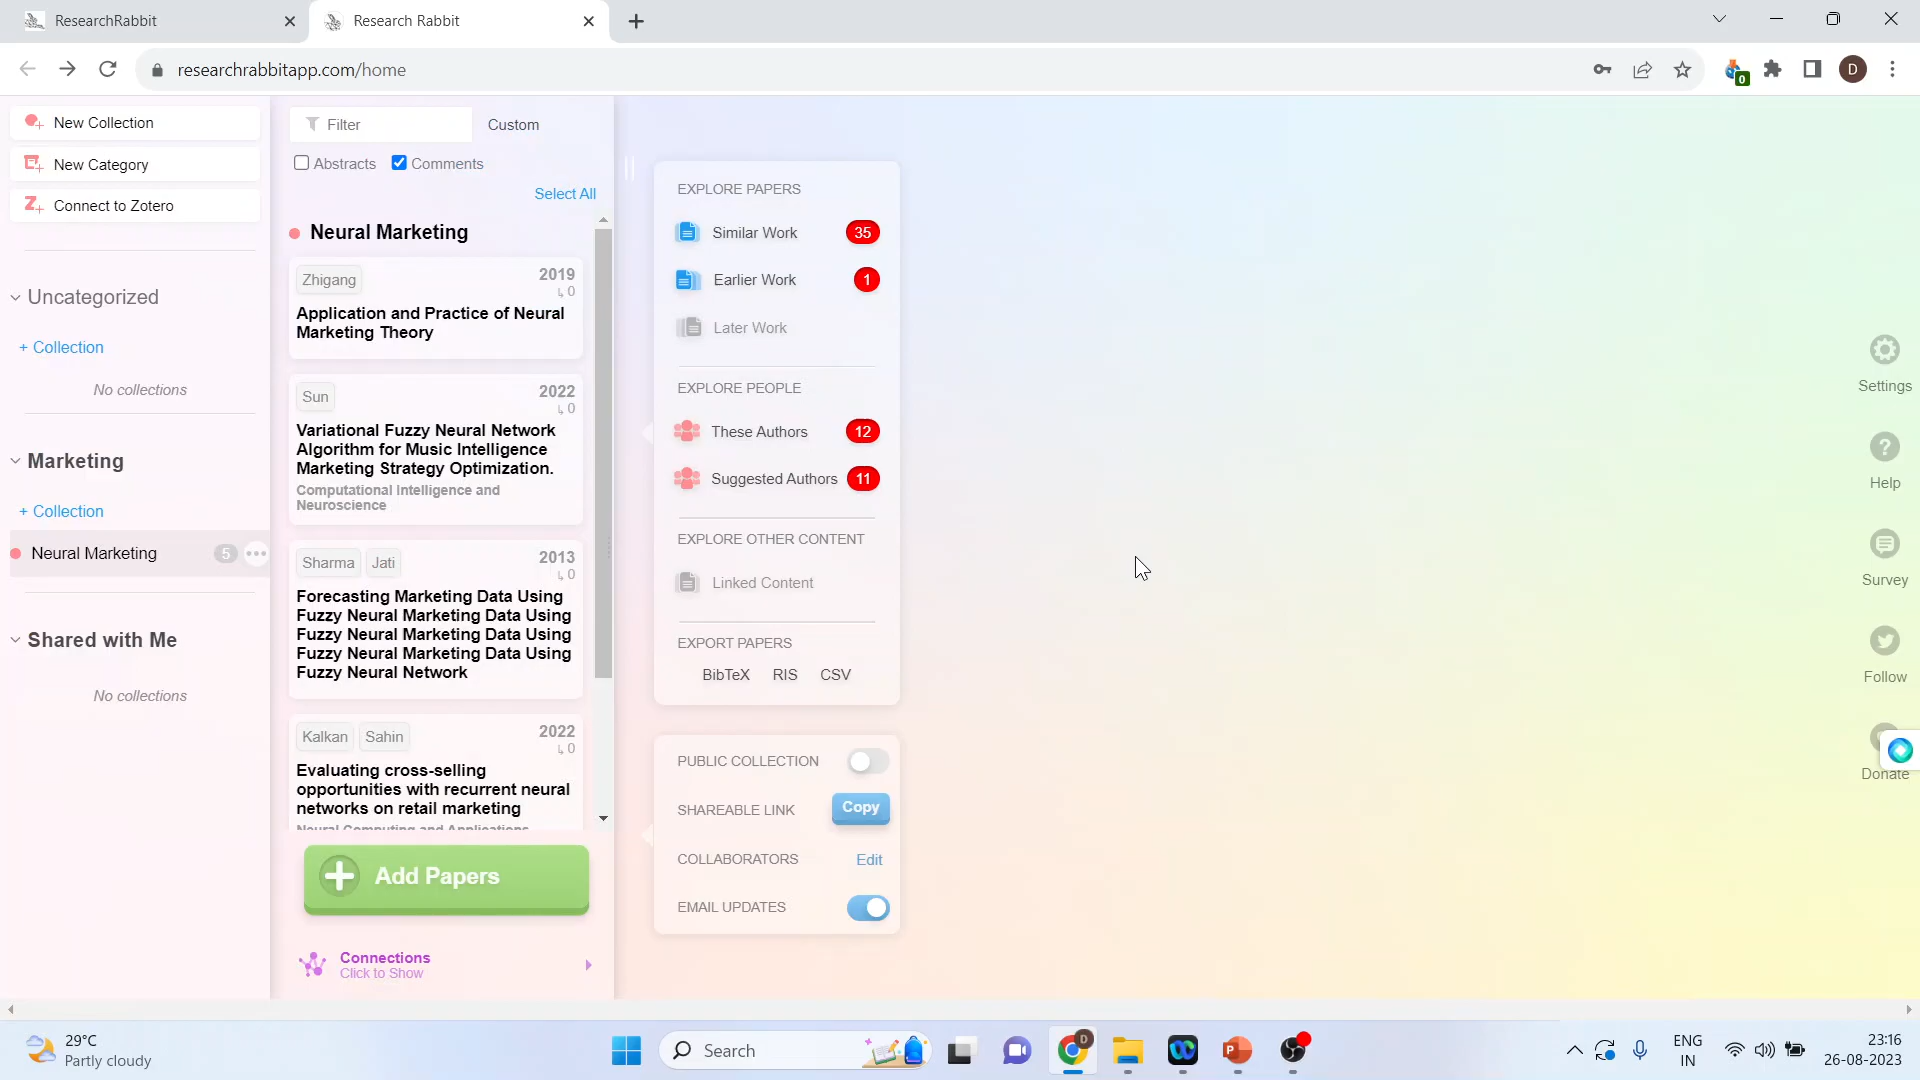 ResearchRabbit
Research Rabbit
researchrabbitapp.com/home
D
0
New Collection
New Category
Connect to Zotero
Uncategorized
+ Collection
No collections
Marketing
+ Collection
Neural Marketing 5
Shared with Me
No collections
Filter
Custom
Abstracts
Comments
Select All
Neural Marketing
Zhigang
2019
0
Application and Practice of Neural
Marketing Theory
Sun
2022
0
Variational Fuzzy Neural Network
Algorithm for Music Intelligence
Marketing Strategy Optimization.
Computational Intelligence and
Neuroscience
Sharma Jati
2013
0
Forecasting Marketing Data Using
Fuzzy Neural Marketing Data Using
Fuzzy Neural Marketing Data Using
Fuzzy Neural Marketing Data Using
Fuzzy Neural Network
Kalkan Sahin
2022
0
Evaluating cross-selling
opportunities with recurrent neural
networks on retail marketing
Neural Computing and Applications
Add Papers
Connections
Click to Show
EXPLORE PAPERS
Similar Work 35
Earlier Work 1
Later Work
EXPLORE PEOPLE
These Authors 12
Suggested Authors 11
EXPLORE OTHER CONTENT
Linked Content
EXPORT PAPERS
BibTeX RIS CSV
PUBLIC COLLECTION
SHAREABLE LINK Copy
COLLABORATORS Edit
EMAIL UPDATES
Settings
?
Help
Survey
Follow
Donate
29°C
Partly cloudy
Search
D
P
ENG
IN
23:16
26-08-2023